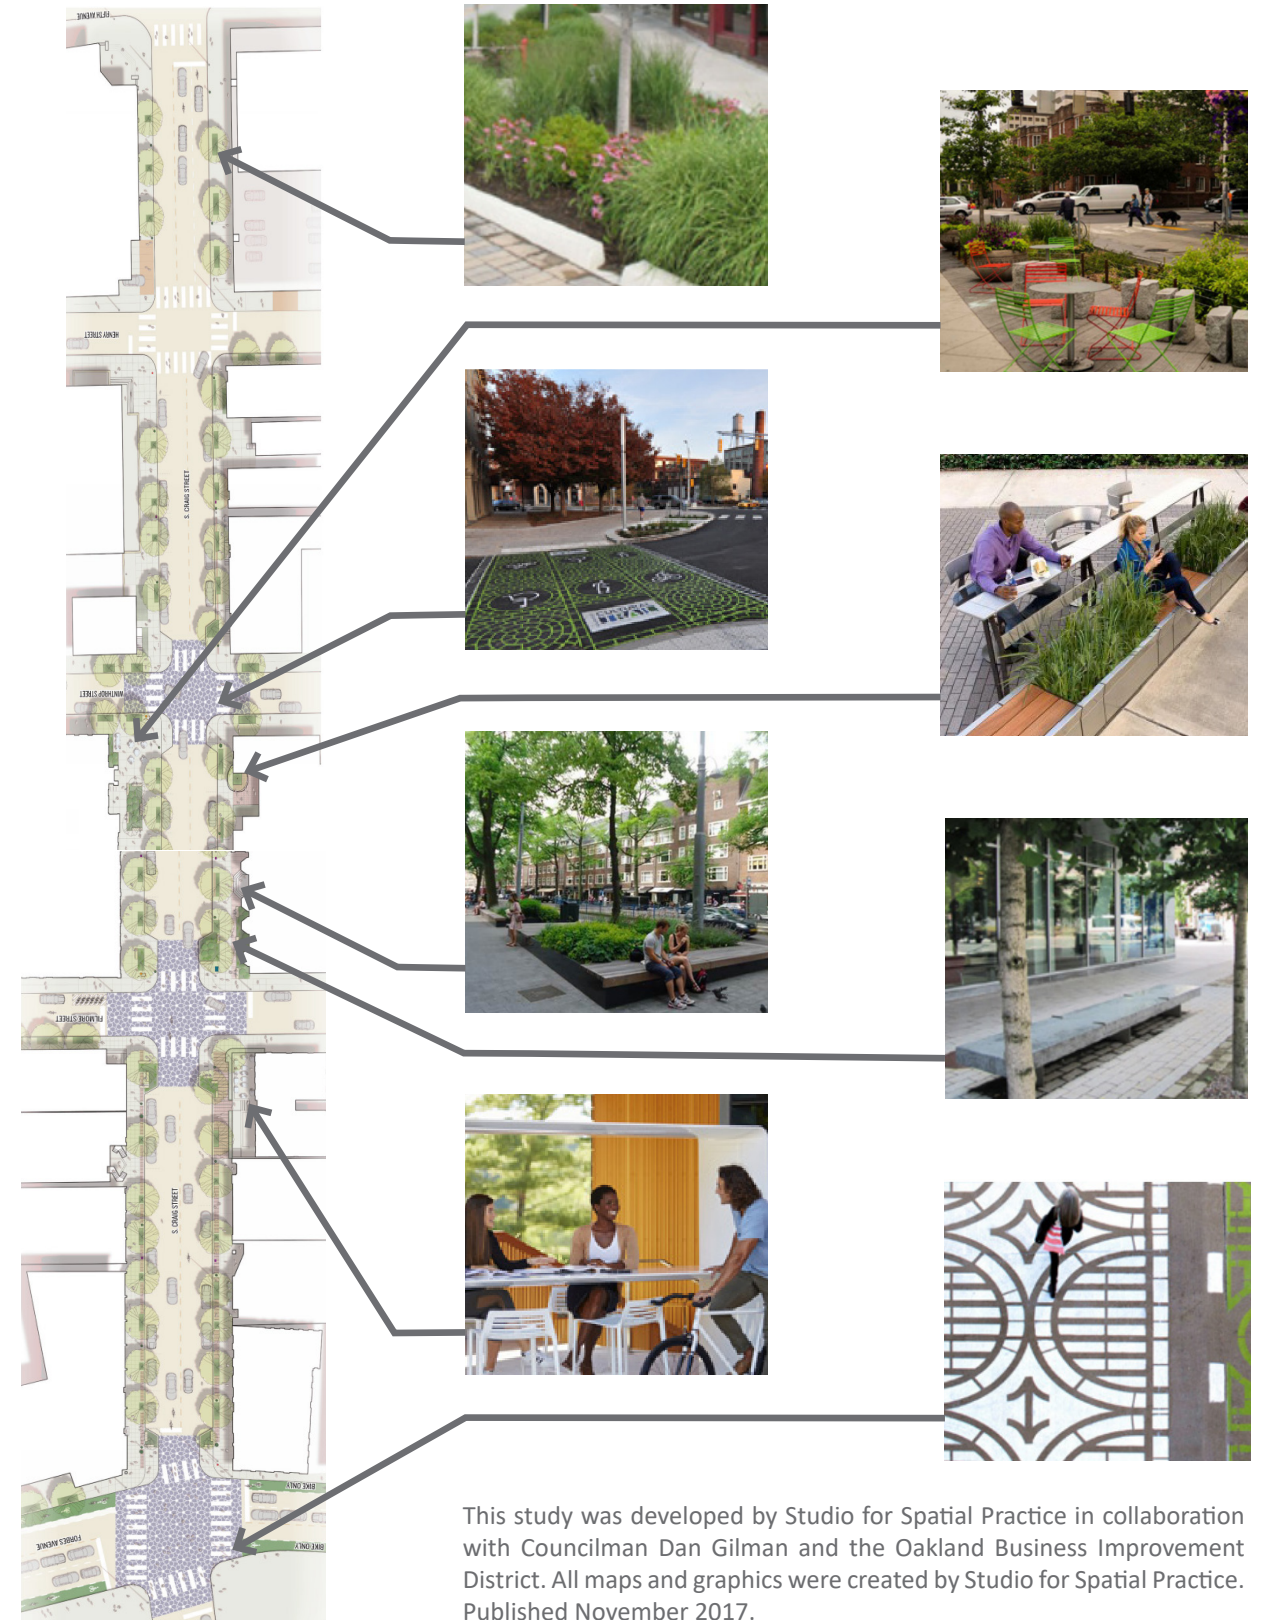 FIFTH AVENUE
HENRY STREET
S. CRAIG STREET
WINTHROP STREET
FILMORE STREET
S. CRAIG STREET
BIKE ONLY
FORBES AVENUE
BIKE ONLY
CULTURAL
This study was developed by Studio for Spatial Practice in collaboration
with Councilman Dan Gilman and the Oakland Business Improvement
District. All maps and graphics were created by Studio for Spatial Practice.
Published November 2017.